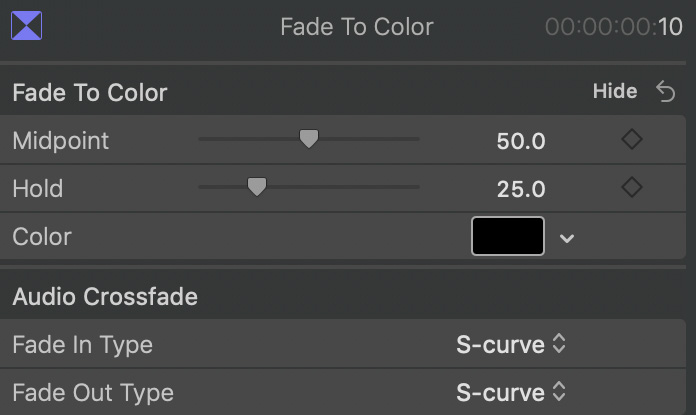 Fade To Color 00:00:00:10
Fade To Color Hide
Midpoint 50.0
Hold 25.0
Color
Audio Crossfade
Fade In Type S-curve
Fade Out Type S-curve